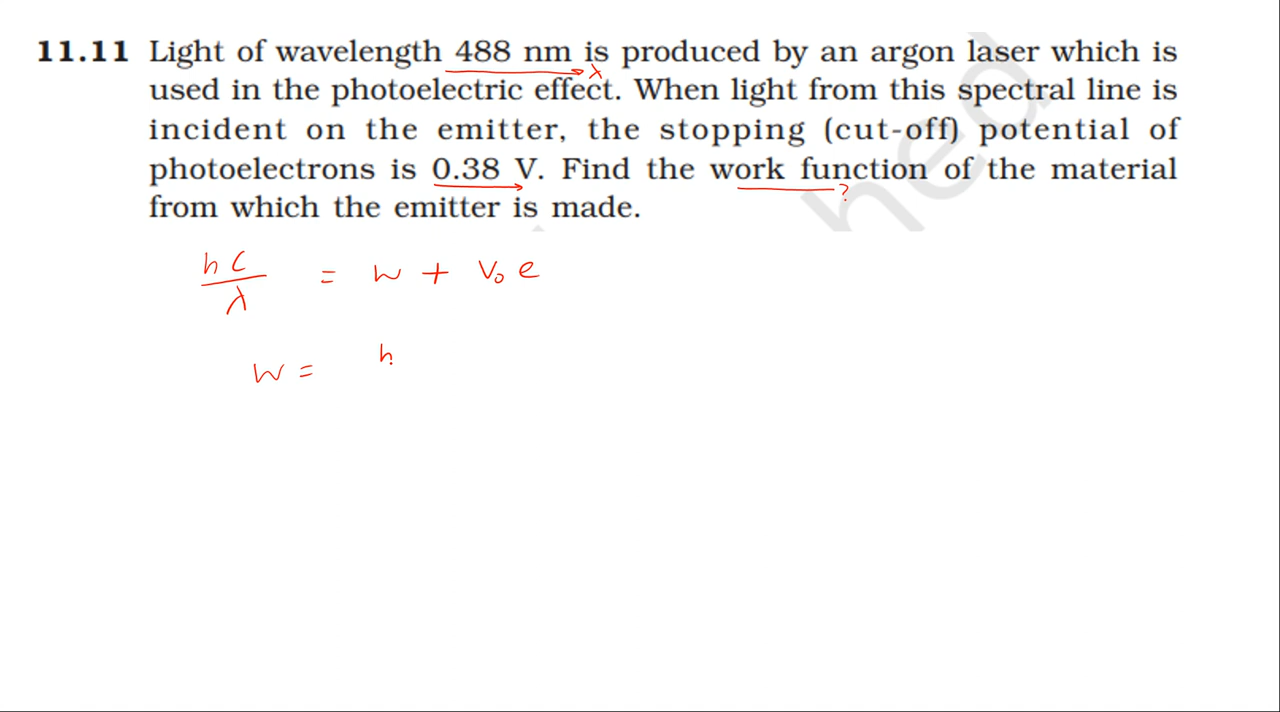 11.11 Light of wavelength 488 nm is produced by an argon laser which is
λ
used in the photoelectric effect. When light from this spectral line is
incident on the emitter, the stopping (cut-off) potential of
photoelectrons is 0.38 V. Find the work function of the material
?
from which the emitter is made.
hc/λ = W + V₀ e
W = h
hed